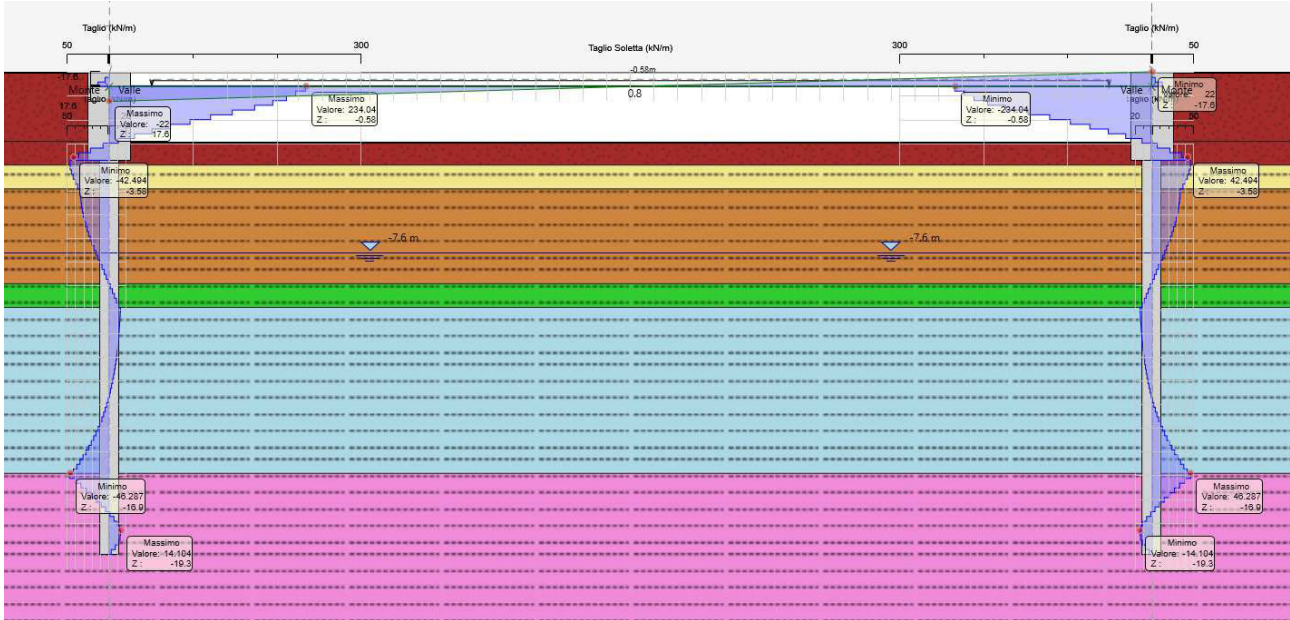 Taglio (kN/m)
Taglio Soletta (kN/m)
Taglio (kN/m)
50
300
300
50
-0.58m
0.8
-17.6
Monte
Valle
17.6
50
Massimo
Valore: -22
Z : 17.6
Massimo
Valore: 234.04
Z : -0.58
Minimo
Valore: -234.04
Z : -0.58
Valle
Monte
Minimo
22
Z : -17.6
Taglio (kN/m)
20
50
Minimo
Valore: -42.494
Z : -3.58
Massimo
Valore: 42.494
Z : -3.58
-7.6 m
-7.6 m
Minimo
Valore: -46.287
Z : -16.9
Massimo
Valore: 46.287
Z : -16.9
Massimo
Valore: -14.104
Z : -19.3
Minimo
Valore: -14.104
Z : -19.3